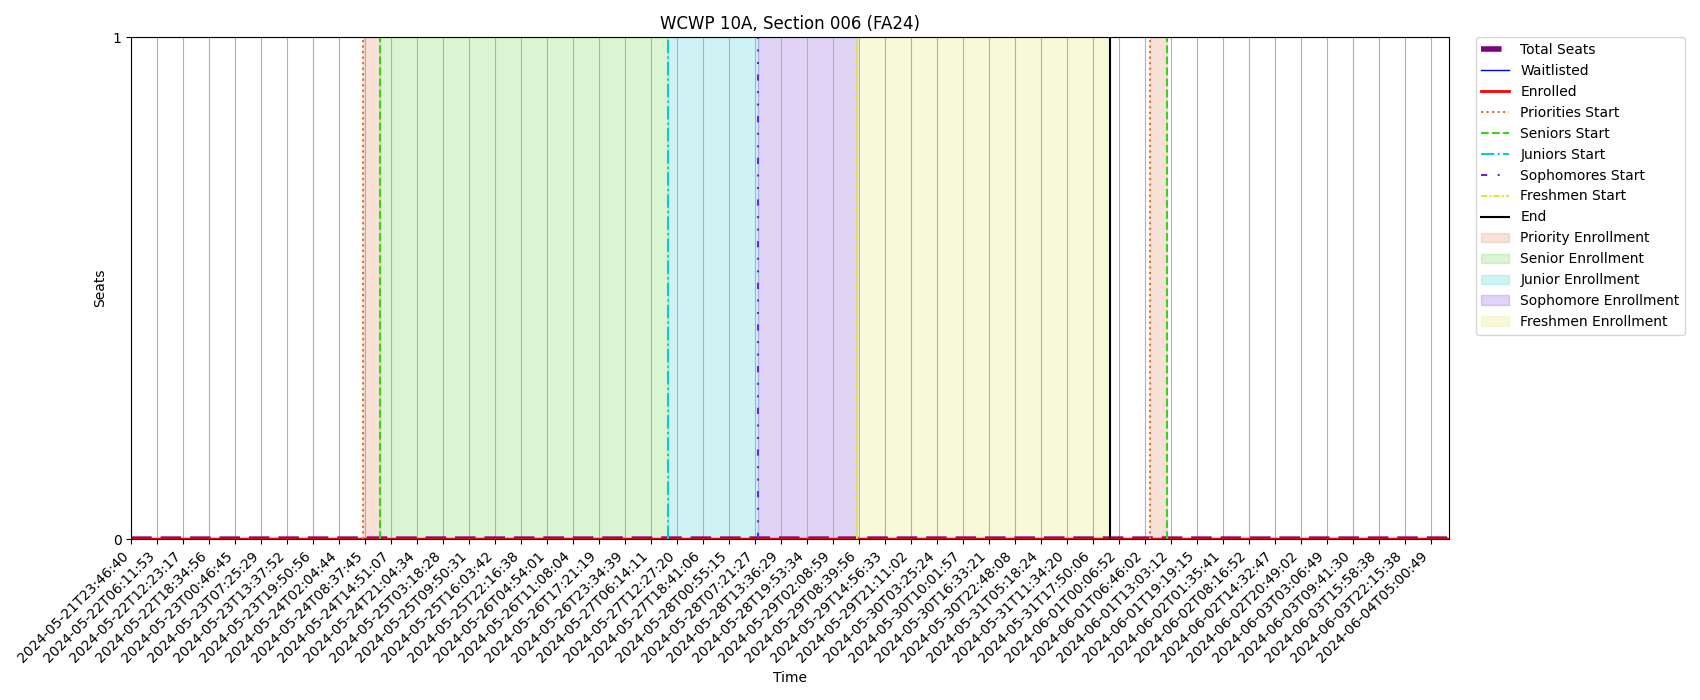 WCWP 10A, Section 006 (FA24)
1
0
Seats
2024-05-21T23:46:40
2024-05-22T06:11:53
2024-05-22T12:23:17
2024-05-22T18:34:56
2024-05-23T00:46:45
2024-05-23T07:25:29
2024-05-23T13:37:52
2024-05-23T19:50:56
2024-05-24T02:04:44
2024-05-24T08:37:45
2024-05-24T14:51:07
2024-05-24T21:04:34
2024-05-25T03:18:28
2024-05-25T09:50:31
2024-05-25T16:03:42
2024-05-25T22:16:38
2024-05-26T04:54:01
2024-05-26T11:08:04
2024-05-26T17:21:19
2024-05-26T23:34:39
2024-05-27T06:14:11
2024-05-27T12:27:20
2024-05-27T18:41:06
2024-05-28T00:55:15
2024-05-28T07:21:27
2024-05-28T13:36:29
2024-05-28T19:53:34
2024-05-29T02:08:59
2024-05-29T08:39:56
2024-05-29T14:56:33
2024-05-29T21:11:02
2024-05-30T03:25:24
2024-05-30T10:01:57
2024-05-30T16:33:21
2024-05-30T22:48:08
2024-05-31T05:18:24
2024-05-31T11:34:20
2024-05-31T17:50:06
2024-06-01T00:06:52
2024-06-01T06:46:02
2024-06-01T13:03:12
2024-06-01T19:19:15
2024-06-02T01:35:41
2024-06-02T08:16:52
2024-06-02T14:32:47
2024-06-02T20:49:02
2024-06-03T03:06:49
2024-06-03T09:41:30
2024-06-03T15:58:38
2024-06-03T22:15:38
2024-06-04T05:00:49
Time
Total Seats
Waitlisted
Enrolled
Priorities Start
Seniors Start
Juniors Start
Sophomores Start
Freshmen Start
End
Priority Enrollment
Senior Enrollment
Junior Enrollment
Sophomore Enrollment
Freshmen Enrollment